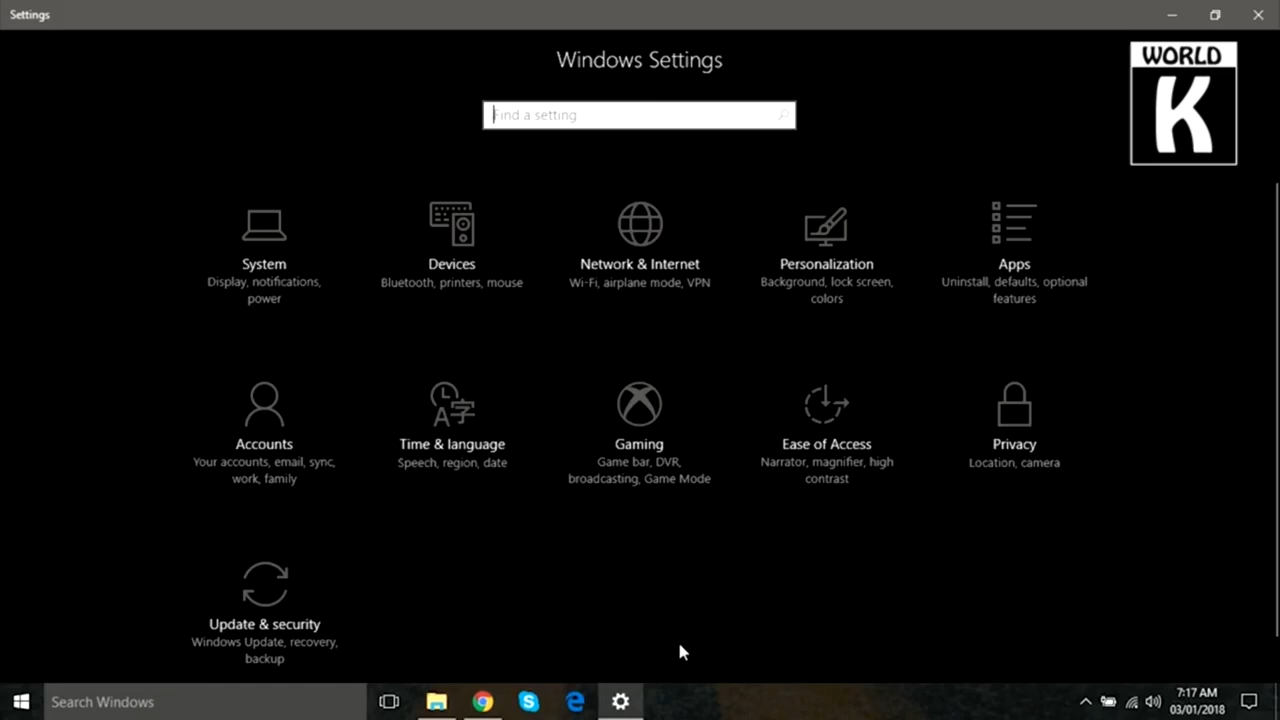 Settings
Windows Settings
WORLD
K
Find a setting
System
Display, notifications,
power
Devices
Bluetooth, printers, mouse
Network & Internet
Wi-Fi, airplane mode, VPN
Personalization
Background, lock screen,
colors
Apps
Uninstall, defaults, optional
features
Accounts
Your accounts, email, sync,
work, family
Time & language
Speech, region, date
Gaming
Game bar, DVR,
broadcasting, Game Mode
Ease of Access
Narrator, magnifier, high
contrast
Privacy
Location, camera
Update & security
Windows Update, recovery,
backup
Search Windows
7:17 AM
03/01/2018